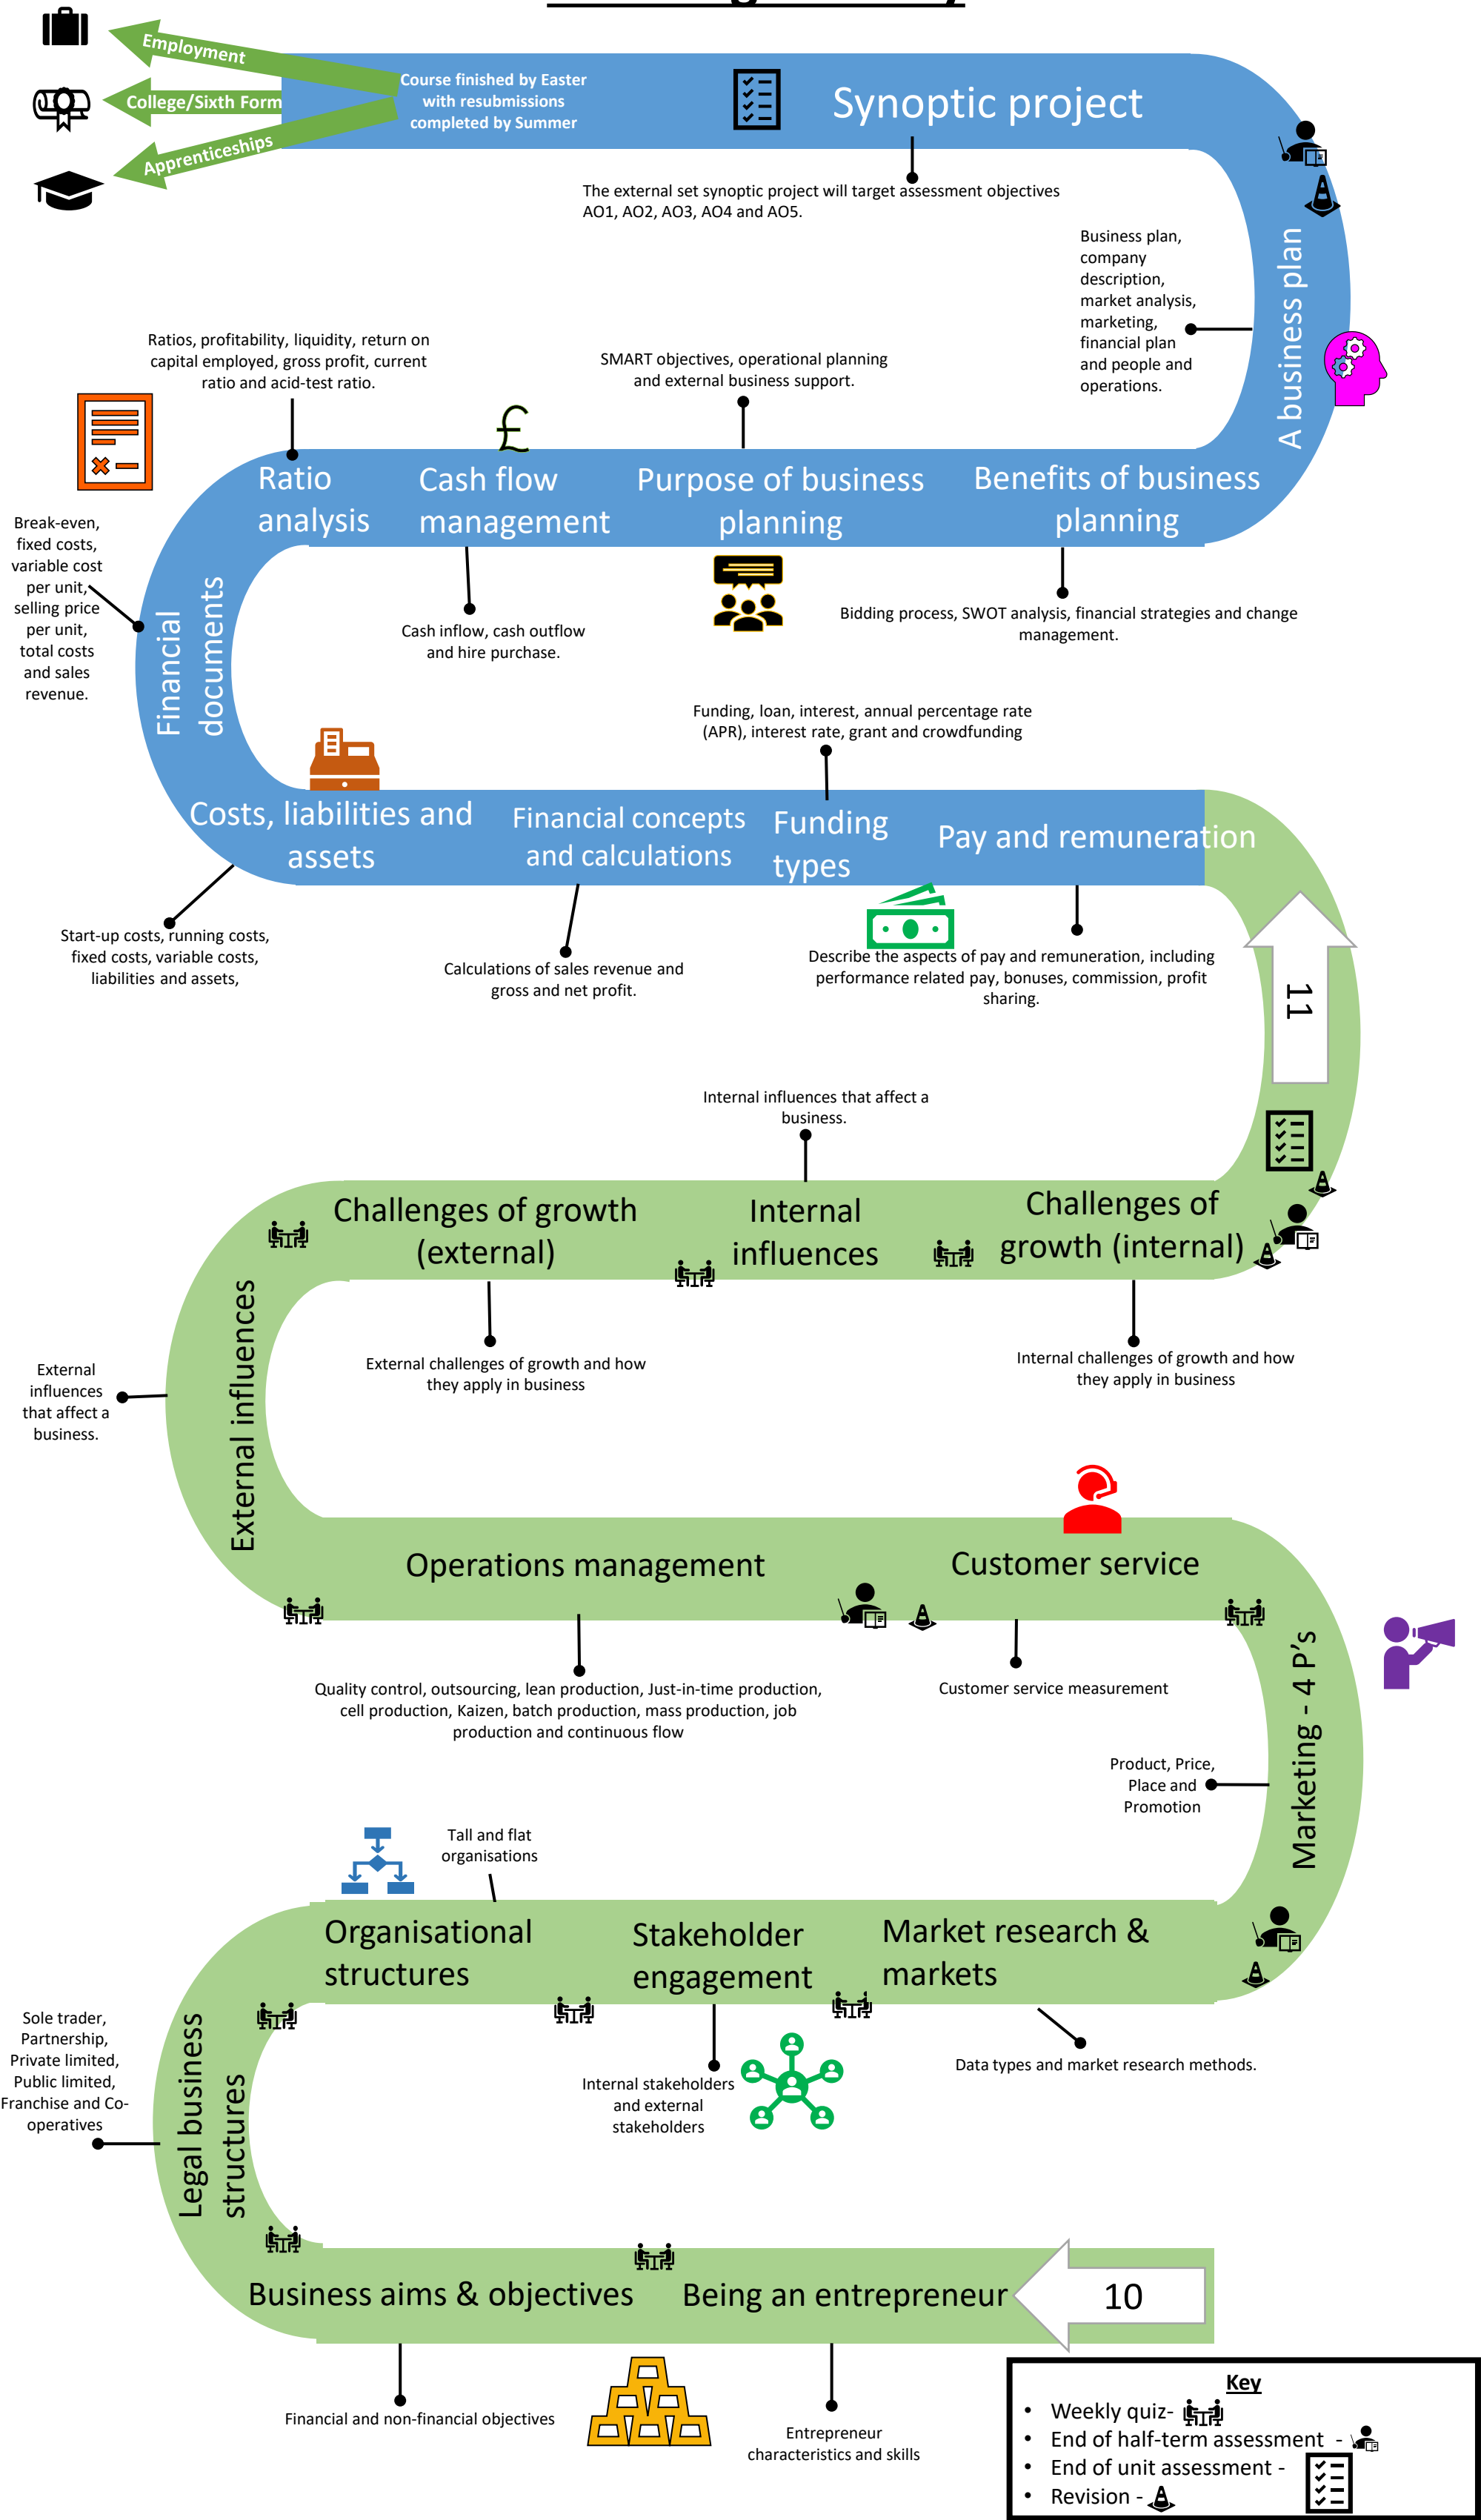 Employment
College/Sixth Form
Apprenticeships
Course finished by Easter
with resubmissions
completed by Summer
Synoptic project
The external set synoptic project will target assessment objectives
AO1, AO2, AO3, AO4 and AO5.
Business plan,
company
description,
market analysis,
marketing,
financial plan
and people and
operations.
A business plan
Ratios, profitability, liquidity, return on
capital employed, gross profit, current
ratio and acid-test ratio.
SMART objectives, operational planning
and external business support.
£
Ratio
analysis
Cash flow
management
Purpose of business
planning
Benefits of business
planning
Break-even,
fixed costs,
variable cost
per unit,
selling price
per unit,
total costs
and sales
revenue.
Financial
documents
Cash inflow, cash outflow
and hire purchase.
Bidding process, SWOT analysis, financial strategies and change
management.
Funding, loan, interest, annual percentage rate
(APR), interest rate, grant and crowdfunding
Costs, liabilities and
assets
Financial concepts
and calculations
Funding
types
Pay and remuneration
Start-up costs, running costs,
fixed costs, variable costs,
liabilities and assets,
Calculations of sales revenue and
gross and net profit.
Describe the aspects of pay and remuneration, including
performance related pay, bonuses, commission, profit
sharing.
11
Internal influences that affect a
business.
Challenges of growth
(external)
Internal
influences
Challenges of
growth (internal)
External
influences
that affect a
business.
External influences
External challenges of growth and how
they apply in business
Internal challenges of growth and how
they apply in business
Operations management
Customer service
Quality control, outsourcing, lean production, Just-in-time production,
cell production, Kaizen, batch production, mass production, job
production and continuous flow
Customer service measurement
Marketing - 4 P's
Product, Price,
Place and
Promotion
Tall and flat
organisations
Organisational
structures
Stakeholder
engagement
Market research &
markets
Sole trader,
Partnership,
Private limited,
Public limited,
Franchise and Co-
operatives
Legal business
structures
Internal stakeholders
and external
stakeholders
Data types and market research methods.
Business aims & objectives
Being an entrepreneur
10
Financial and non-financial objectives
Entrepreneur
characteristics and skills
Key
• Weekly quiz-
• End of half-term assessment -
• End of unit assessment -
• Revision -